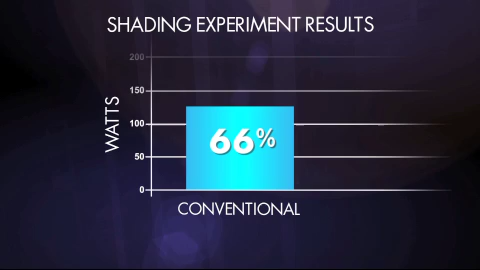 SHADING EXPERIMENT RESULTS
200
150
100
50
0
WATTS
66%
CONVENTIONAL